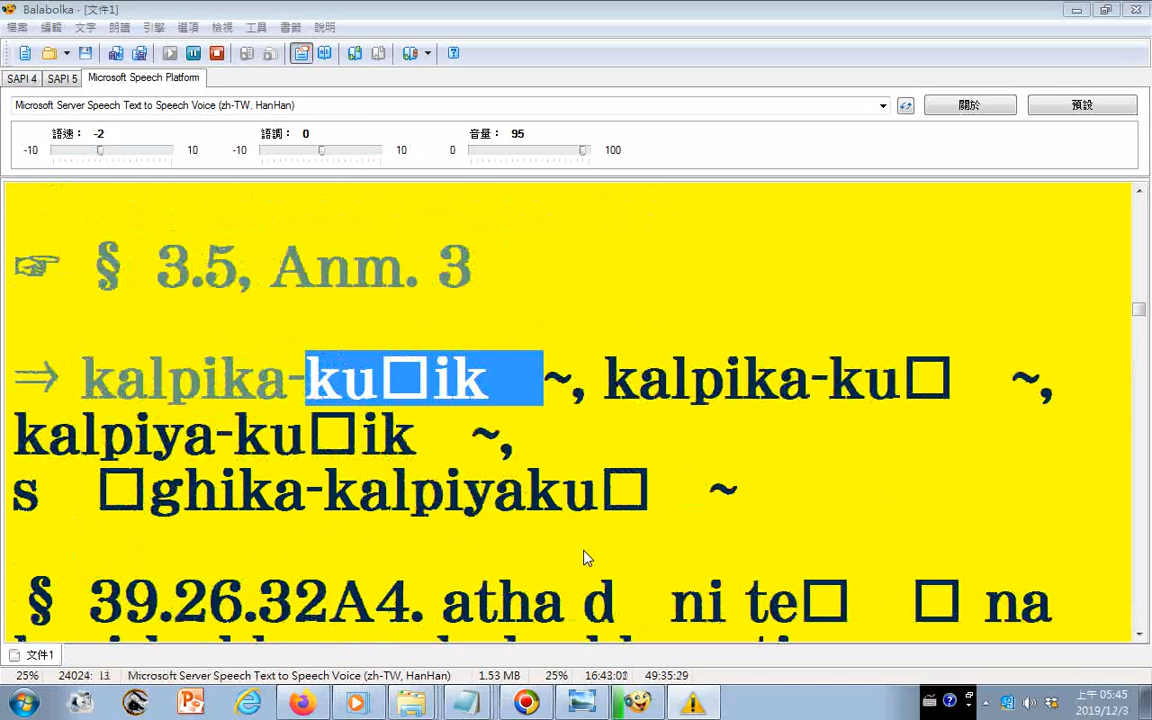 Balabolka - [文件1]
檔案 編輯 文字 朗讀 引擎 選項 檢視 工具 書籤 說明
SAPI 4 SAPI 5 Microsoft Speech Platform
Microsoft Server Speech Text to Speech Voice (zh-TW, HanHan)
關於 預設
語速： -2 語調： 0 音量： 95
-10 10 -10 10 0 100
☞ § 3.5, Anm. 3
⇒ kalpika-ku□ik ~, kalpika-ku□ ~,
kalpiya-ku□ik ~,
s □ghika-kalpiyaku□ ~
§ 39.26.32A4. atha d ni te□ □ na
文件1
25% 24024: 11 Microsoft Server Speech Text to Speech Voice (zh-TW, HanHan) 1.53 MB 25% 16:43:01 49:35:29
上午 05:45
2019/12/3